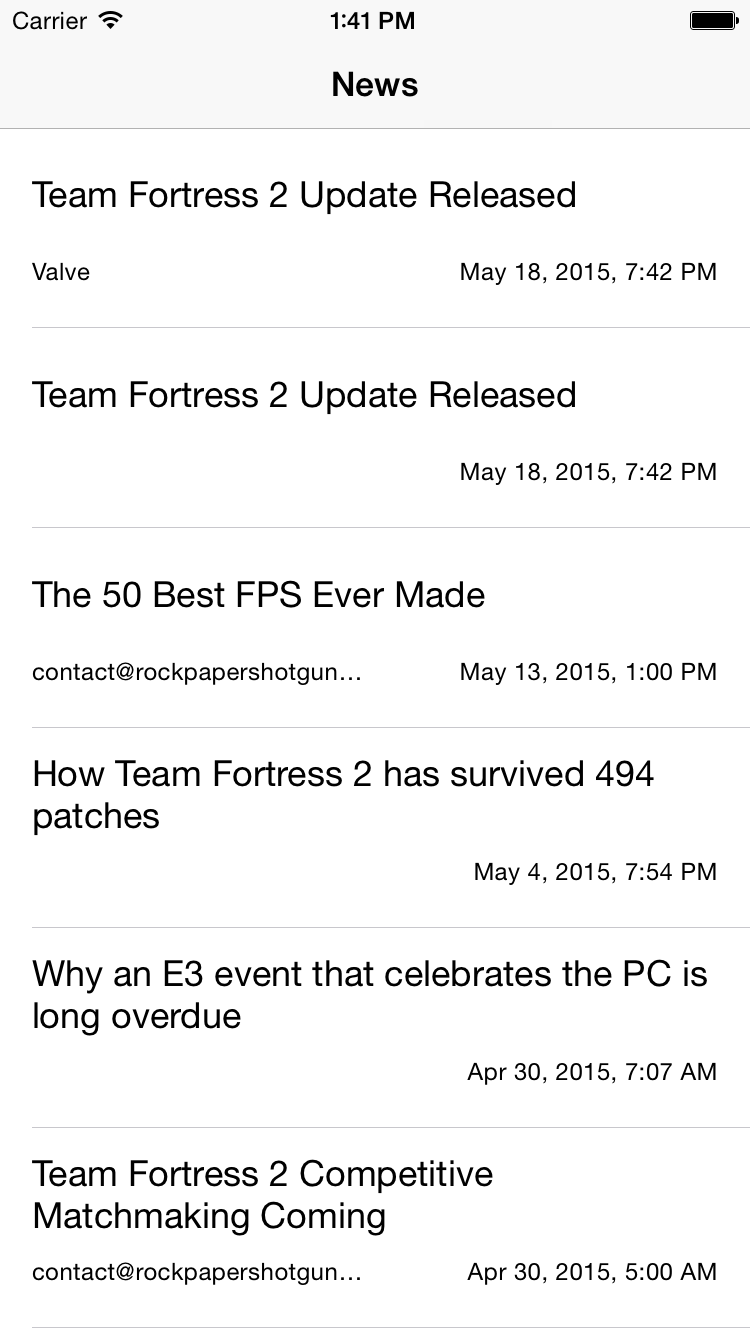 Carrier 1:41 PM
News
Team Fortress 2 Update Released
Valve May 18, 2015, 7:42 PM
Team Fortress 2 Update Released
May 18, 2015, 7:42 PM
The 50 Best FPS Ever Made
contact@rockpapershotgun… May 13, 2015, 1:00 PM
How Team Fortress 2 has survived 494
patches
May 4, 2015, 7:54 PM
Why an E3 event that celebrates the PC is
long overdue
Apr 30, 2015, 7:07 AM
Team Fortress 2 Competitive
Matchmaking Coming
contact@rockpapershotgun… Apr 30, 2015, 5:00 AM